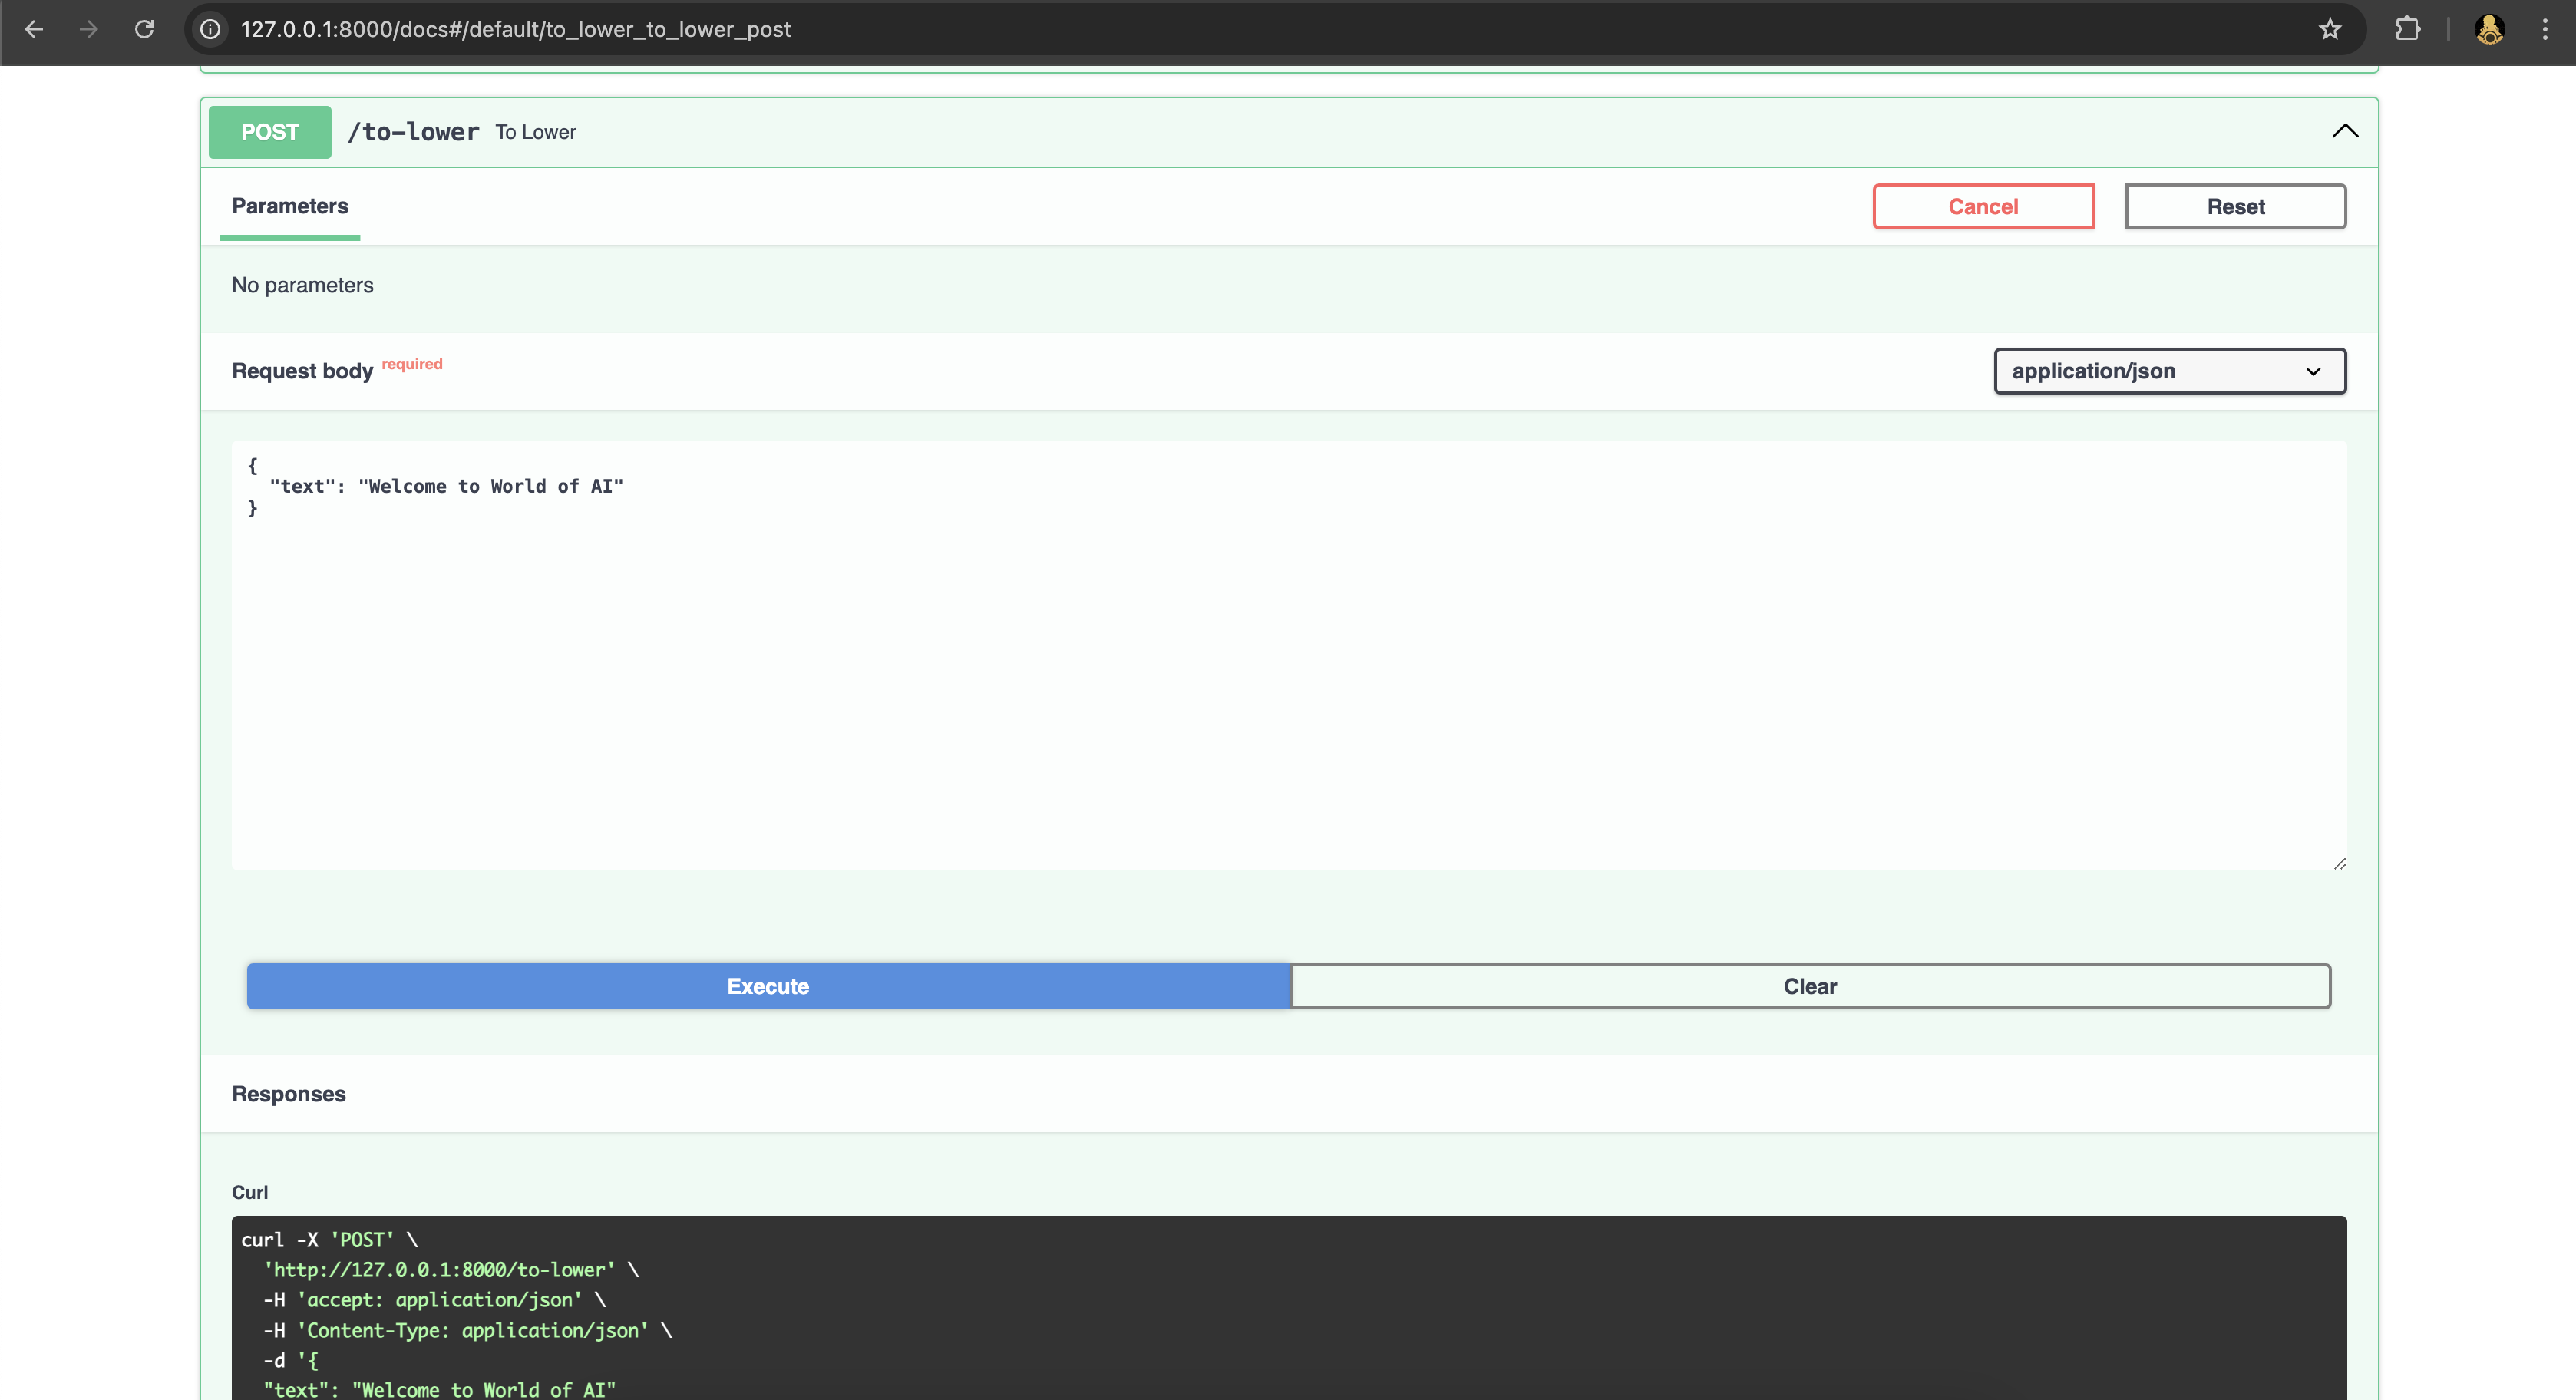 127.0.0.1:8000/docs#/default/to_lower_to_lower_post
POST /to-lower To Lower
Parameters
Cancel
Reset
No parameters
Request body required
application/json
{
  "text": "Welcome to World of AI"
}
Execute
Clear
Responses
Curl
curl -X 'POST' \
  'http://127.0.0.1:8000/to-lower' \
  -H 'accept: application/json' \
  -H 'Content-Type: application/json' \
  -d '{
  "text": "Welcome to World of AI"